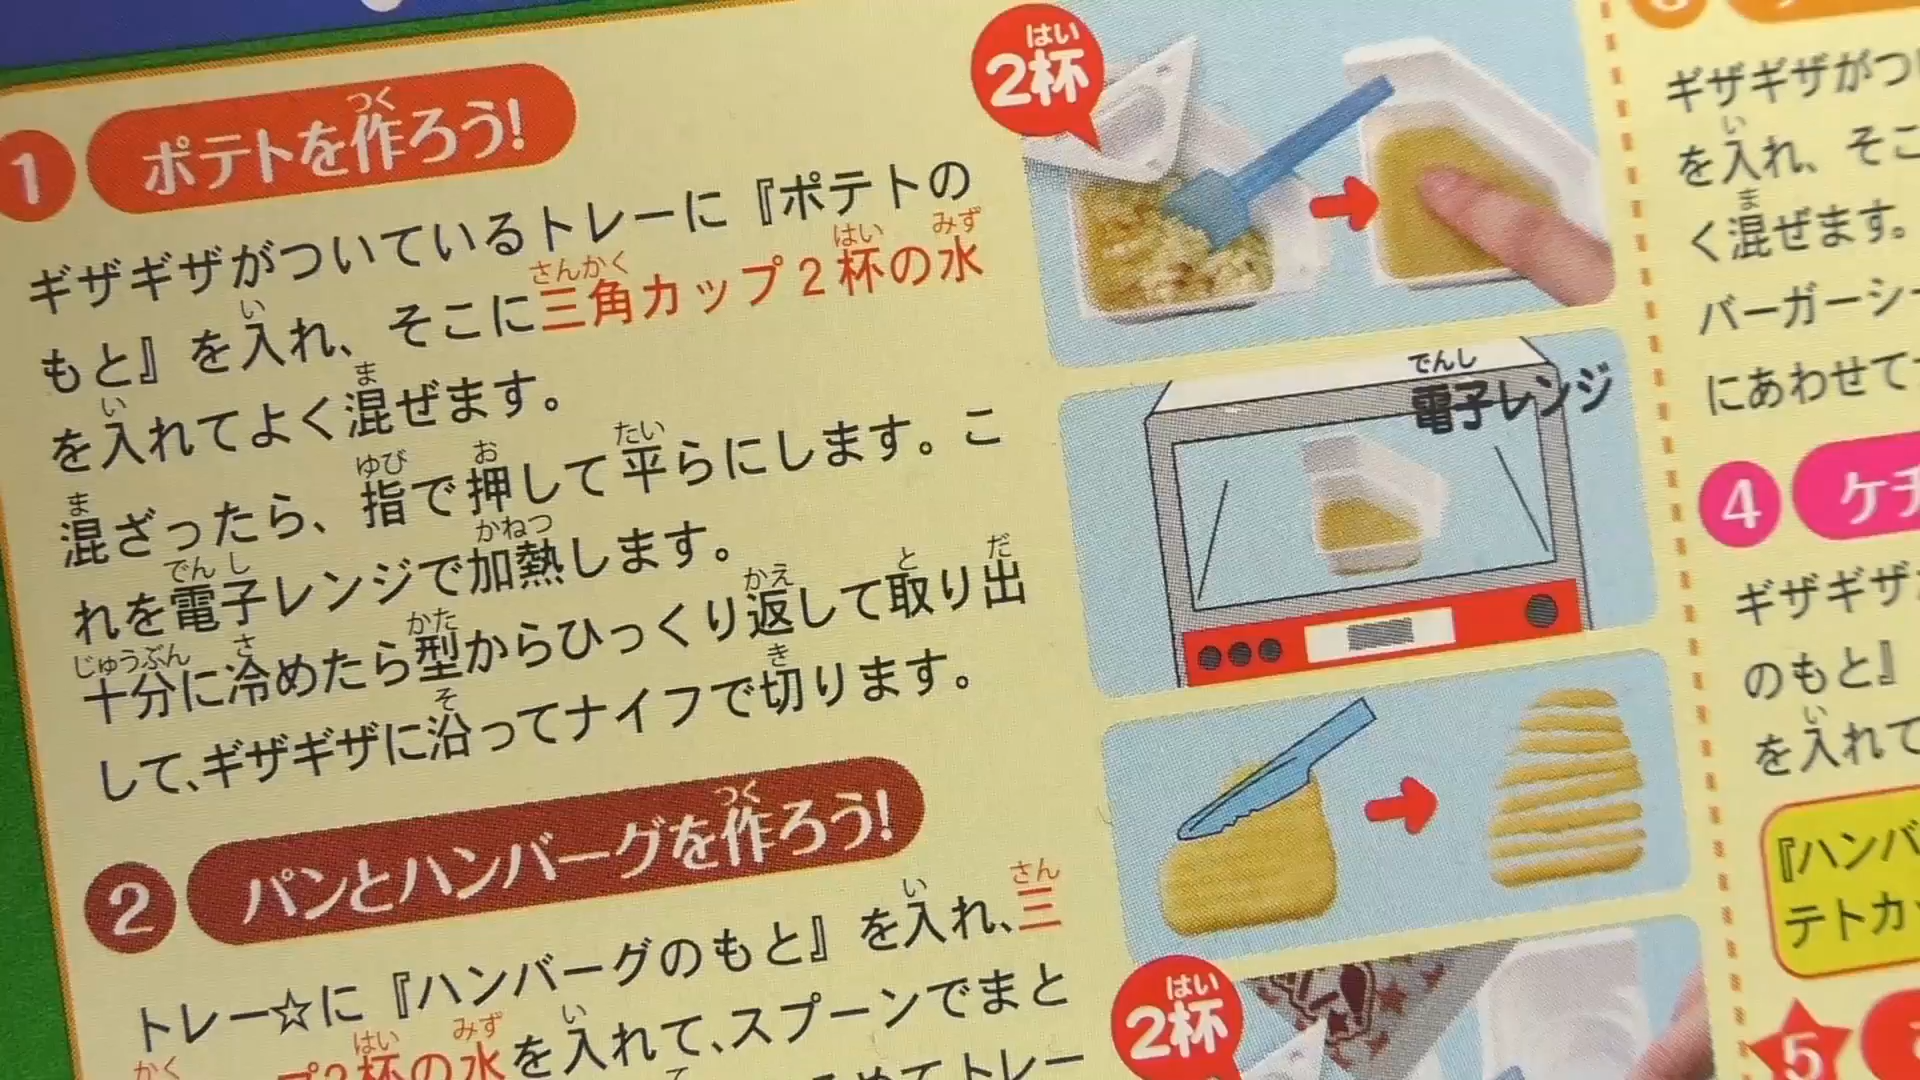 1 ポテトを作ろう!
ギザギザがついているトレーに『ポテトの
もと』を入れ、そこに三角カップ2杯の水
を入れてよく混ぜます。
混ざったら、指で押して平らにします。こ
れを電子レンジで加熱します。
十分に冷めたら型からひっくり返して取り出
して、ギザギザに沿ってナイフで切ります。
2杯
電子レンジ
2 パンとハンバーグを作ろう!
トレー☆に『ハンバーグのもと』を入れ、三
プ2杯の水を入れて、スプーンでまと
めてトレー
2杯
ギザギザがつ
を入れ、そこ
く混ぜます。
バーガーシー
にあわせて
4 ケチ
ギザギザ
のもと』
を入れて
『ハンバ
テトカ
5